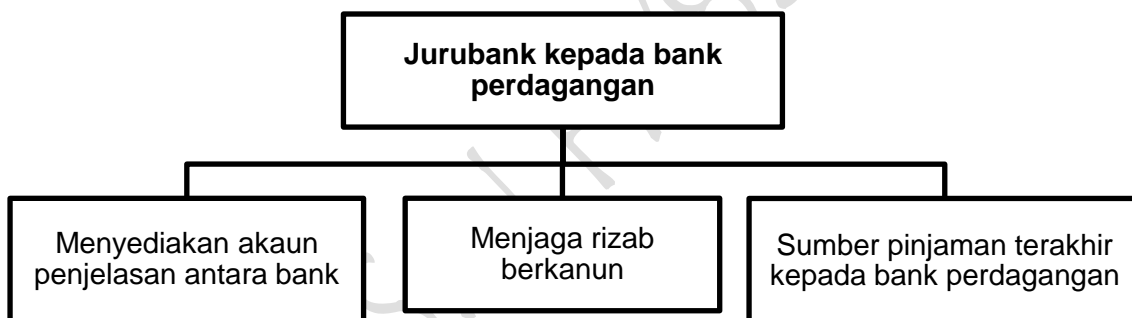 Jurubank kepada bank
perdagangan
Menyediakan akaun
penjelasan antara bank
Menjaga rizab
berkanun
Sumber pinjaman terakhir
kepada bank perdagangan